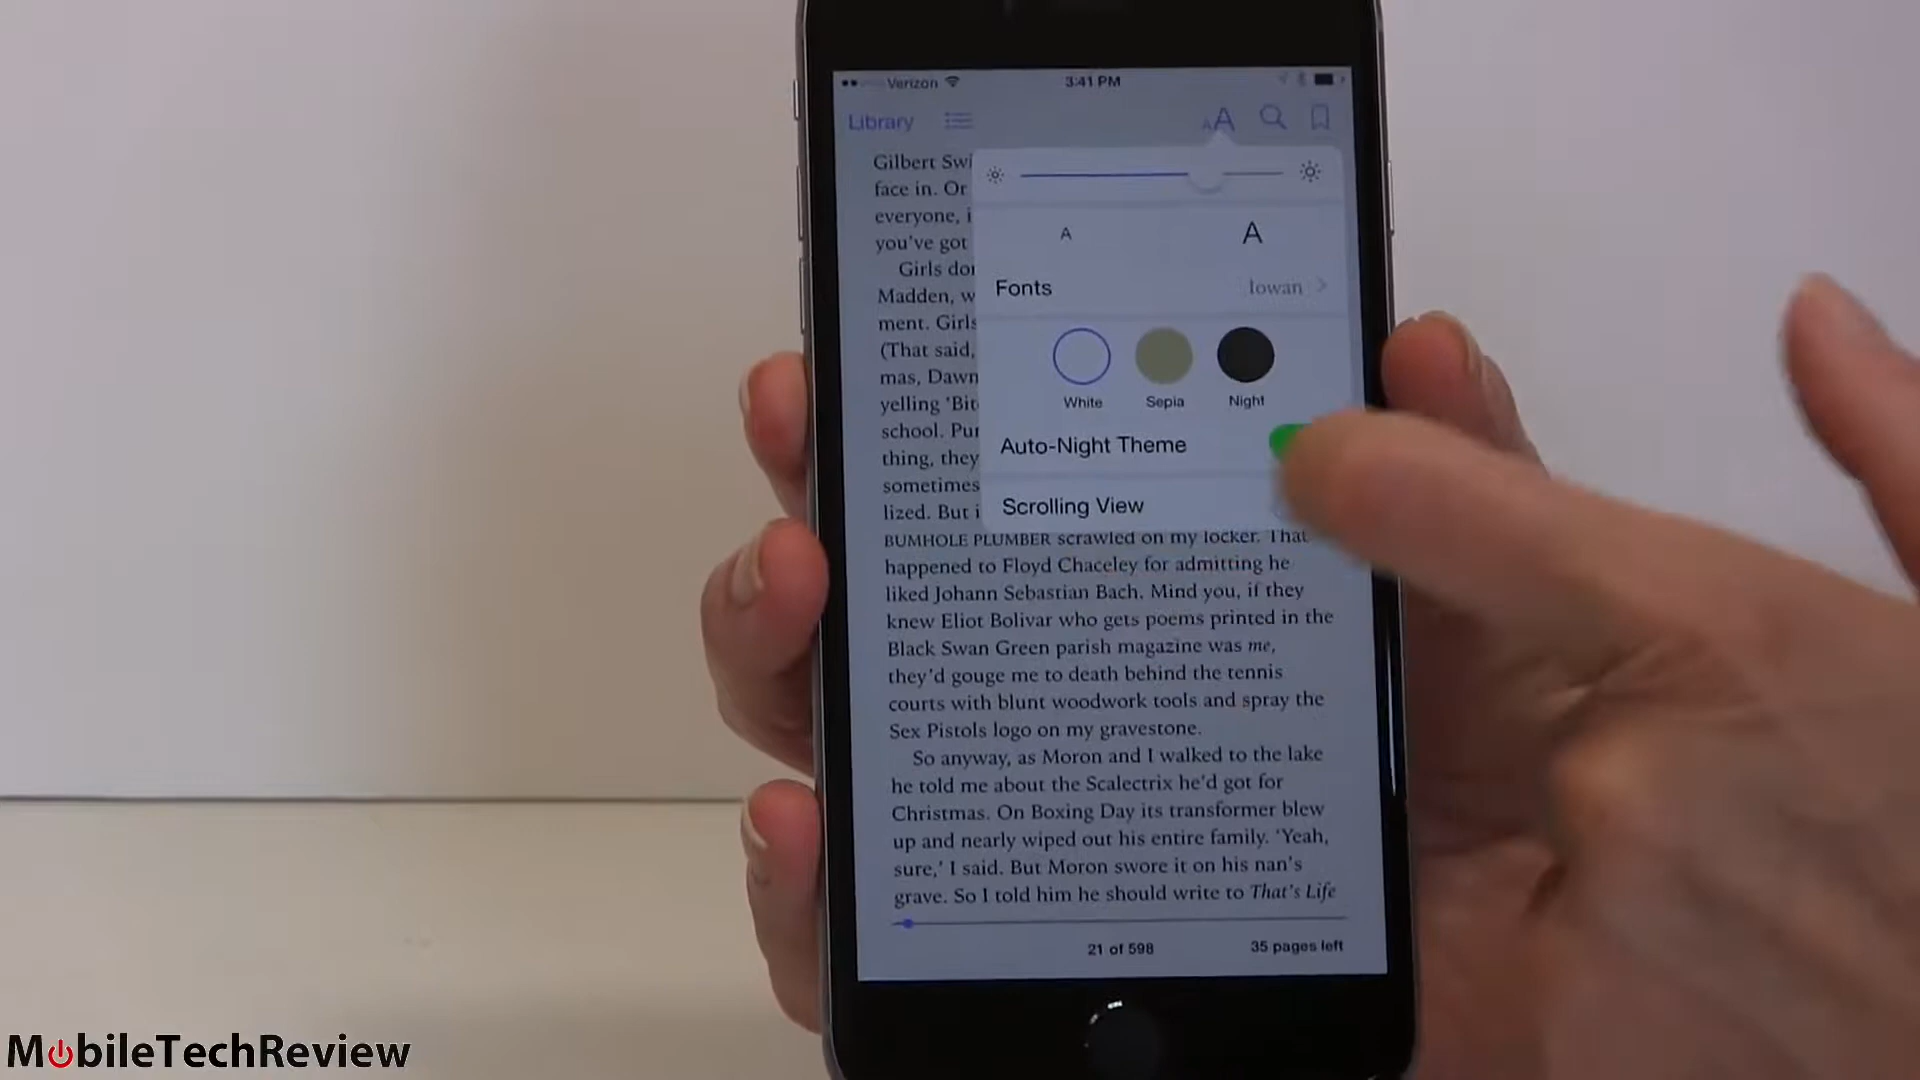 Verizon 3:41 PM
Library AA
Gilbert Swi
face in. Or
everyone, i
you've got
Girls don
Madden, w
ment. Girls
(That said,
mas, Dawn
yelling 'Bit
school. Pun
thing, they
sometimes
lized. But i
A A
Fonts Iowan >
White Sepia Night
Auto-Night Theme
Scrolling View
BUMHOLE PLUMBER scrawled on my locker. That
happened to Floyd Chaceley for admitting he
liked Johann Sebastian Bach. Mind you, if they
knew Eliot Bolivar who gets poems printed in the
Black Swan Green parish magazine was me,
they'd gouge me to death behind the tennis
courts with blunt woodwork tools and spray the
Sex Pistols logo on my gravestone.
So anyway, as Moron and I walked to the lake
he told me about the Scalectrix he'd got for
Christmas. On Boxing Day its transformer blew
up and nearly wiped out his entire family. 'Yeah,
sure,' I said. But Moron swore it on his nan's
grave. So I told him he should write to That's Life
21 of 598 35 pages left
MobileTechReview